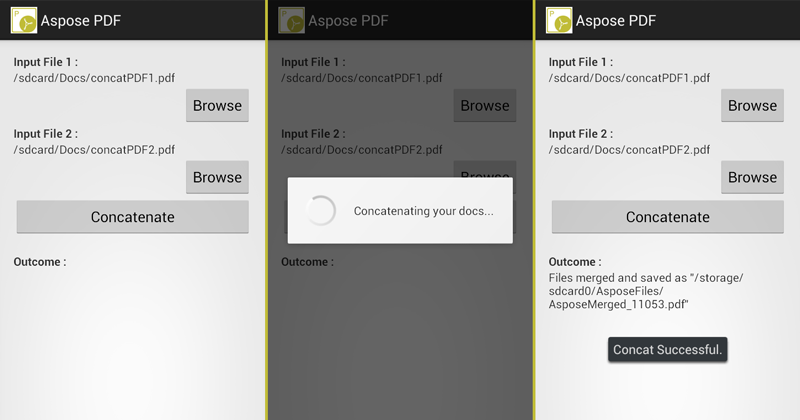 Aspose PDF
Input File 1 :
/sdcard/Docs/concatPDF1.pdf
Browse
Input File 2 :
/sdcard/Docs/concatPDF2.pdf
Browse
Concatenate
Outcome :
Aspose PDF
Input File 1 :
/sdcard/Docs/concatPDF1.pdf
Browse
Input File 2 :
/sdcard/Docs/concatPDF2.pdf
Browse
Concatenating your docs...
Outcome :
Aspose PDF
Input File 1 :
/sdcard/Docs/concatPDF1.pdf
Browse
Input File 2 :
/sdcard/Docs/concatPDF2.pdf
Browse
Concatenate
Outcome :
Files merged and saved as "/storage/
sdcard0/AsposeFiles/
AsposeMerged_11053.pdf"
Concat Successful.